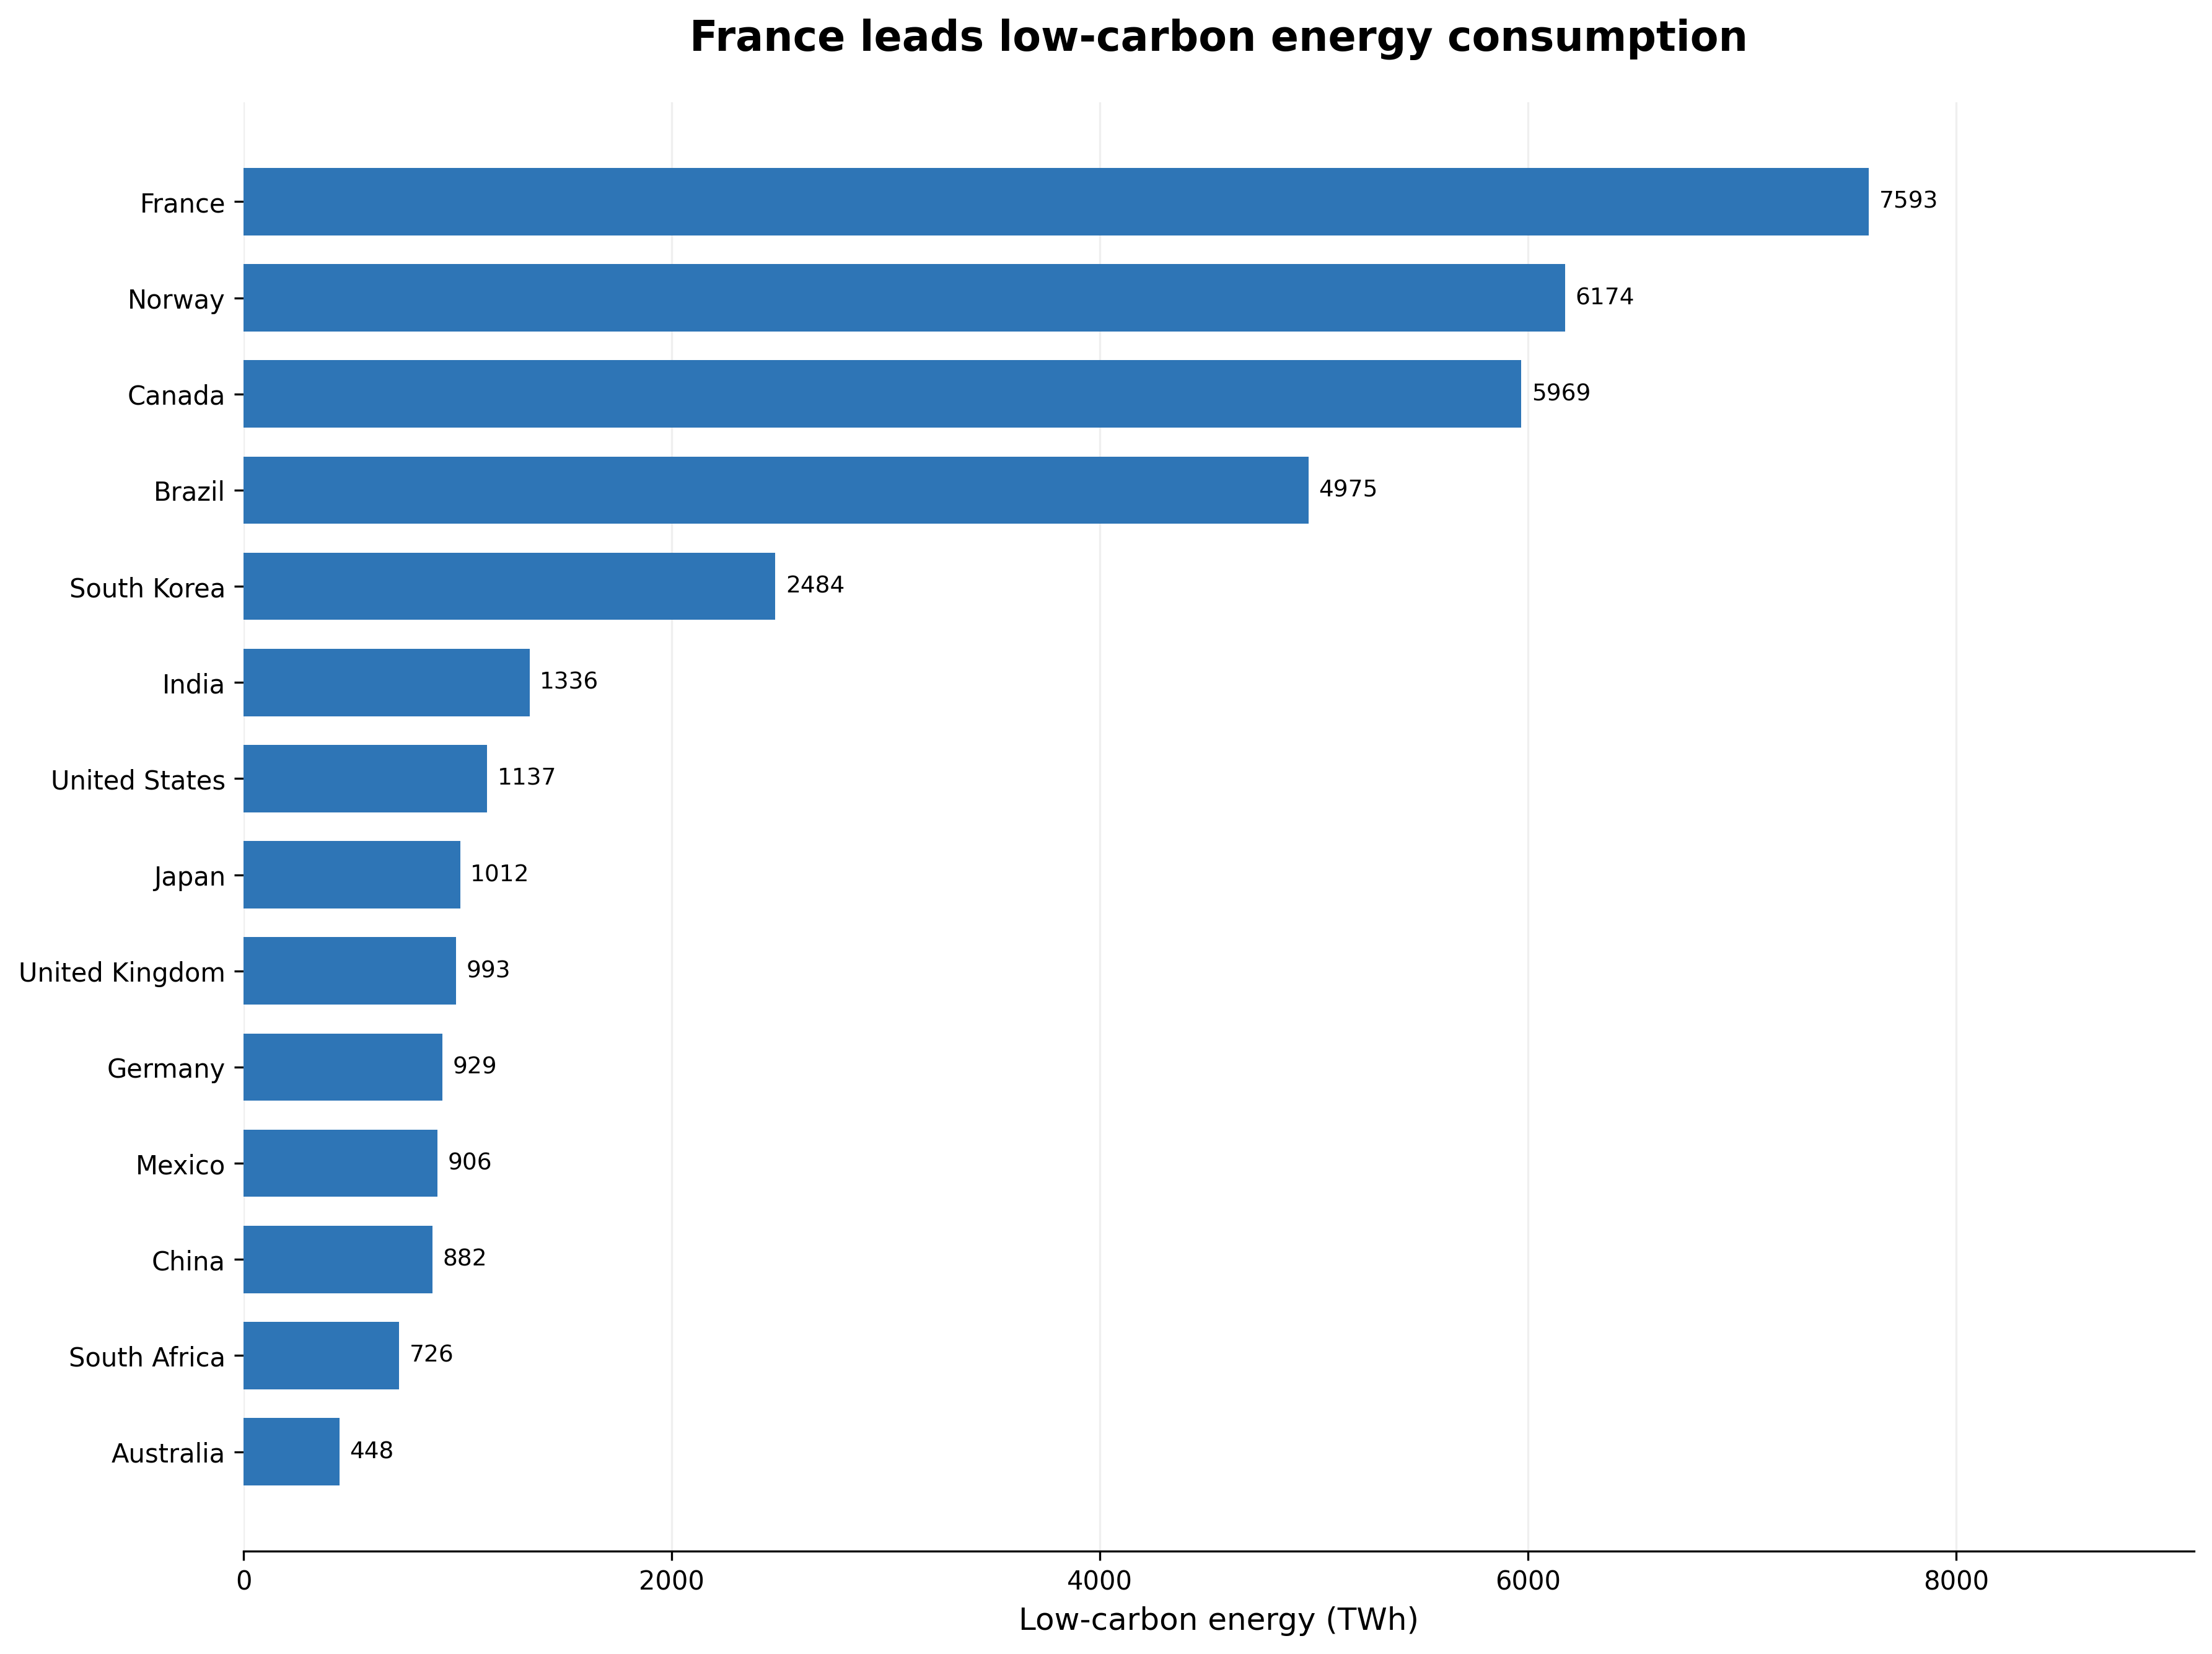 France leads low-carbon energy consumption
France 7593
Norway 6174
Canada 5969
Brazil 4975
South Korea 2484
India 1336
United States 1137
Japan 1012
United Kingdom 993
Germany 929
Mexico 906
China 882
South Africa 726
Australia 448
0 2000 4000 6000 8000
Low-carbon energy (TWh)